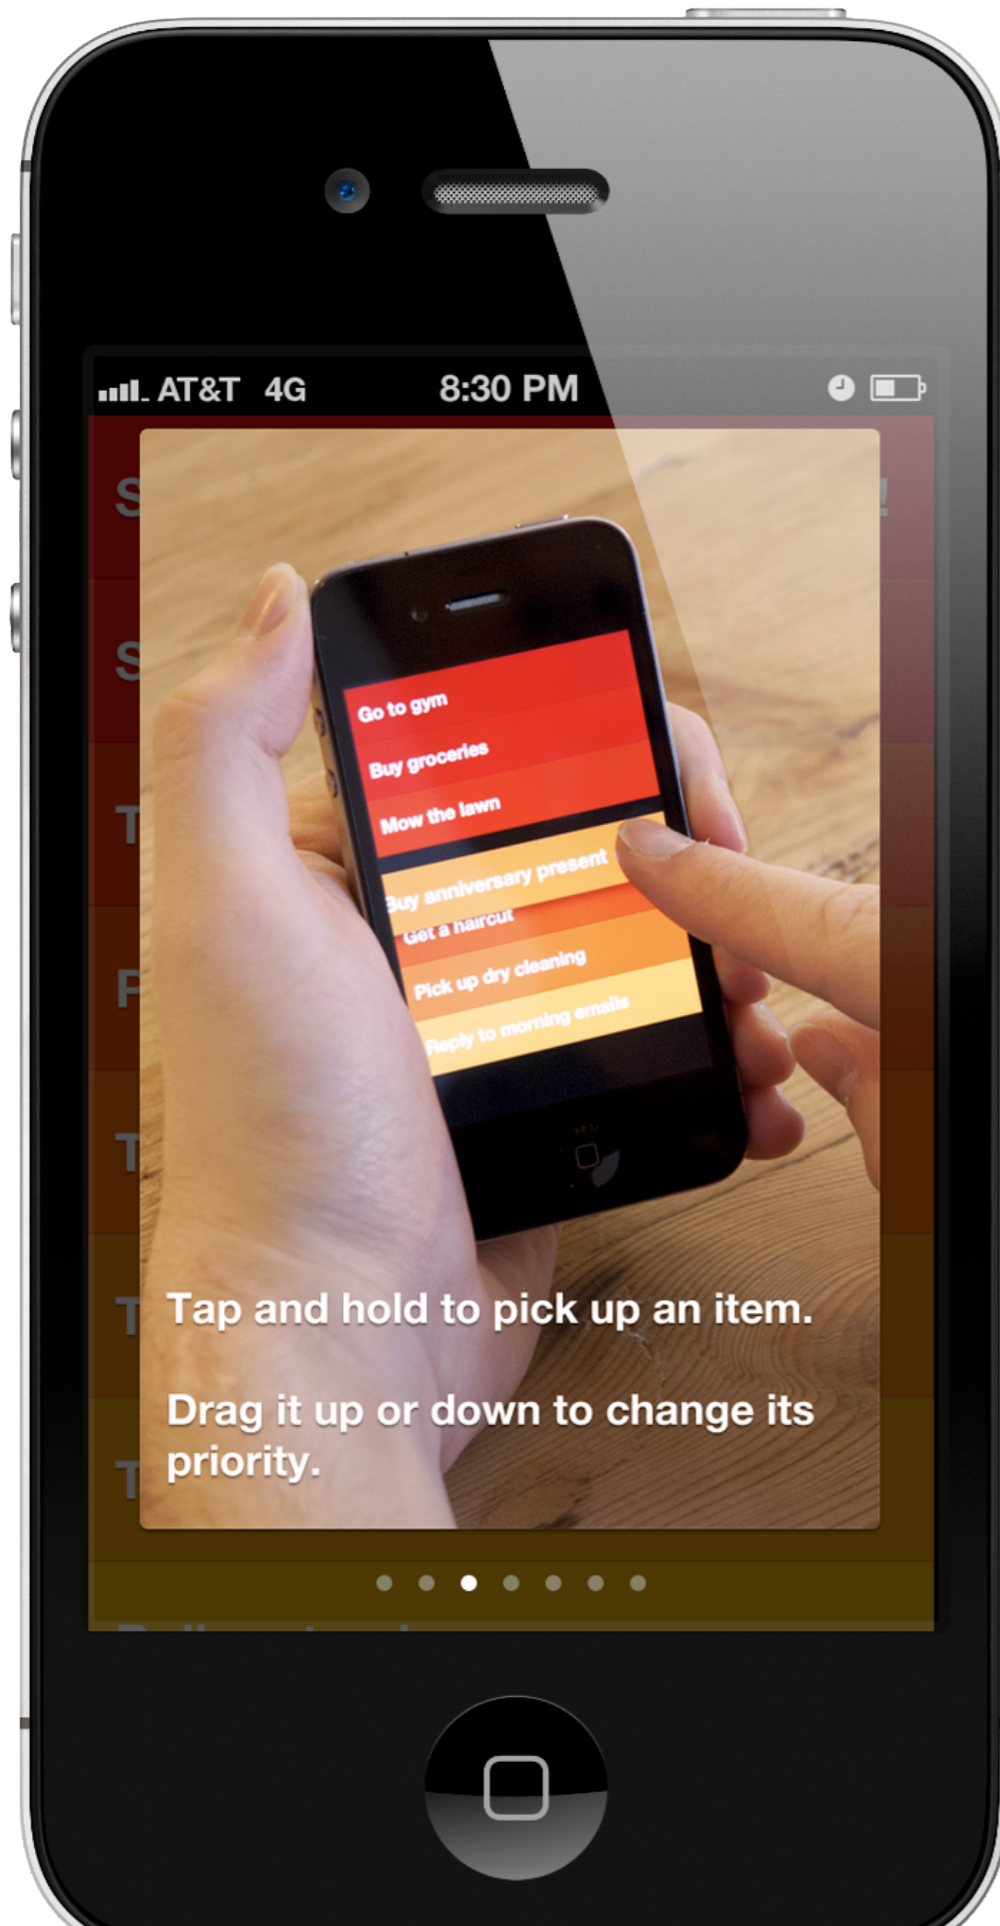 AT&T 4G 8:30 PM
Go to gym
Buy groceries
Mow the lawn
Buy anniversary present
Get a haircut
Pick up dry cleaning
Reply to morning emails
Tap and hold to pick up an item.
Drag it up or down to change its
priority.